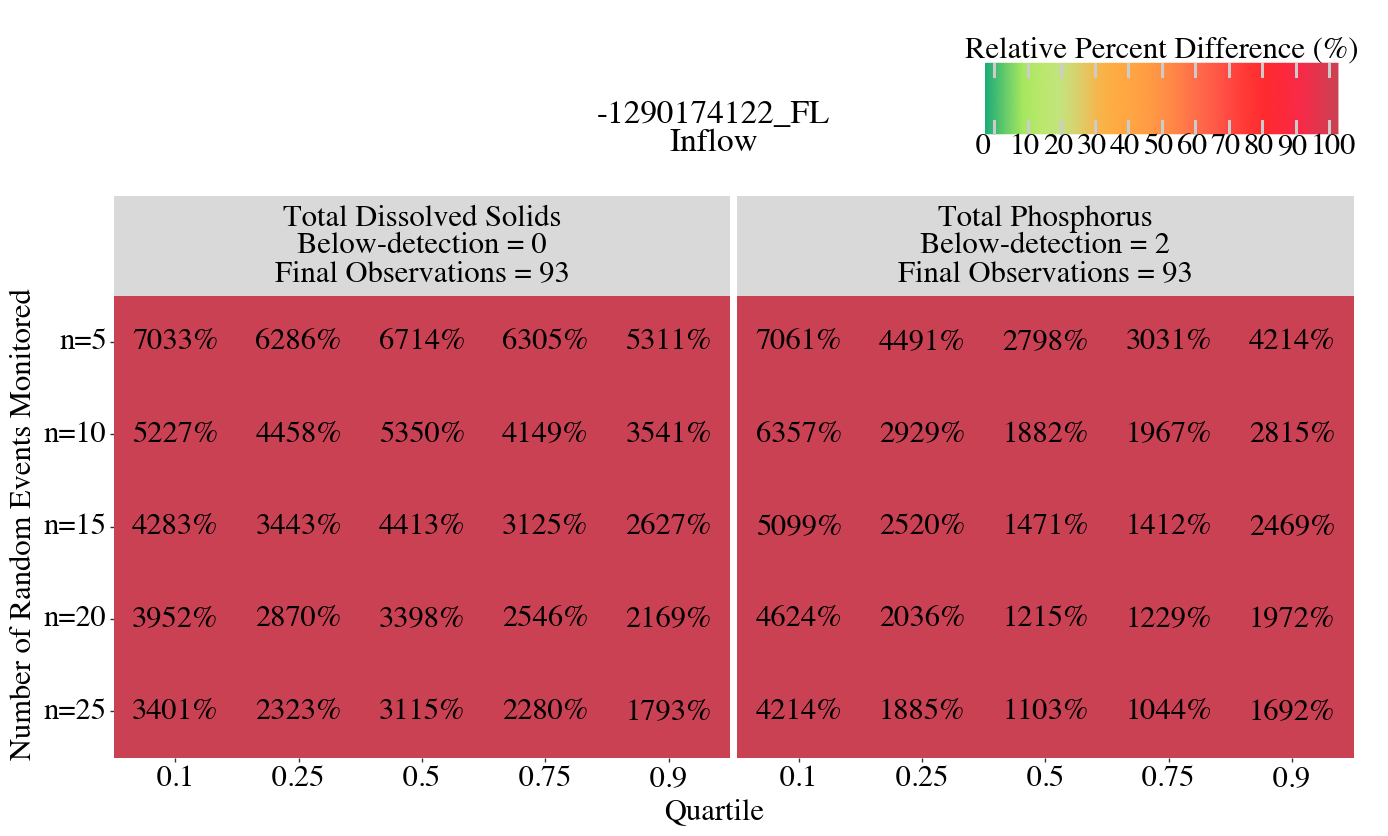 Relative Percent Difference (%)
0 10 20 30 40 50 60 70 80 90 100
-1290174122_FL
Inflow
Total Dissolved Solids
Below-detection = 0
Final Observations = 93
Total Phosphorus
Below-detection = 2
Final Observations = 93
Number of Random Events Monitored
n=5 7033% 6286% 6714% 6305% 5311% 7061% 4491% 2798% 3031% 4214%
n=10 5227% 4458% 5350% 4149% 3541% 6357% 2929% 1882% 1967% 2815%
n=15 4283% 3443% 4413% 3125% 2627% 5099% 2520% 1471% 1412% 2469%
n=20 3952% 2870% 3398% 2546% 2169% 4624% 2036% 1215% 1229% 1972%
n=25 3401% 2323% 3115% 2280% 1793% 4214% 1885% 1103% 1044% 1692%
0.1 0.25 0.5 0.75 0.9 0.1 0.25 0.5 0.75 0.9
Quartile